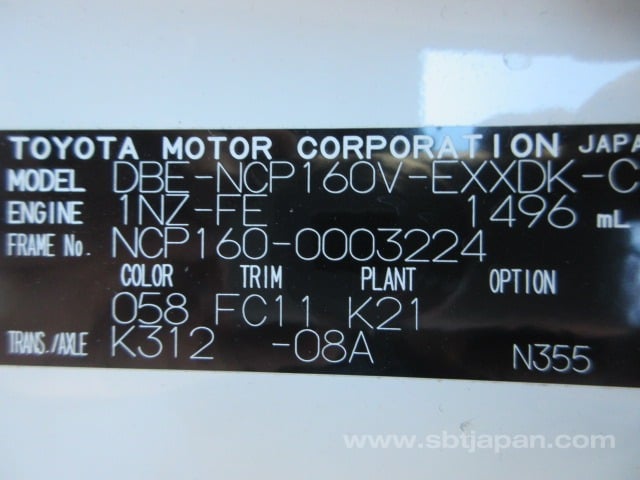 TOYOTA MOTOR CORPORATION JAPA
MODEL DBE-NCP160V-EXXDK-C
ENGINE 1NZ-FE 1496 mL
FRAME No. NCP160-0003224
COLOR TRIM PLANT OPTION
058 FC11 K21
TRANS./AXLE K312 -08A N355
www.sbtjapan.com